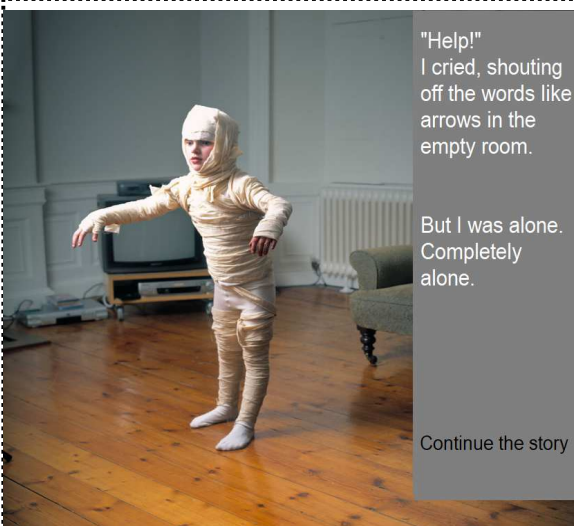 "Help!"
I cried, shouting
off the words like
arrows in the
empty room.
But I was alone.
Completely
alone.
Continue the story